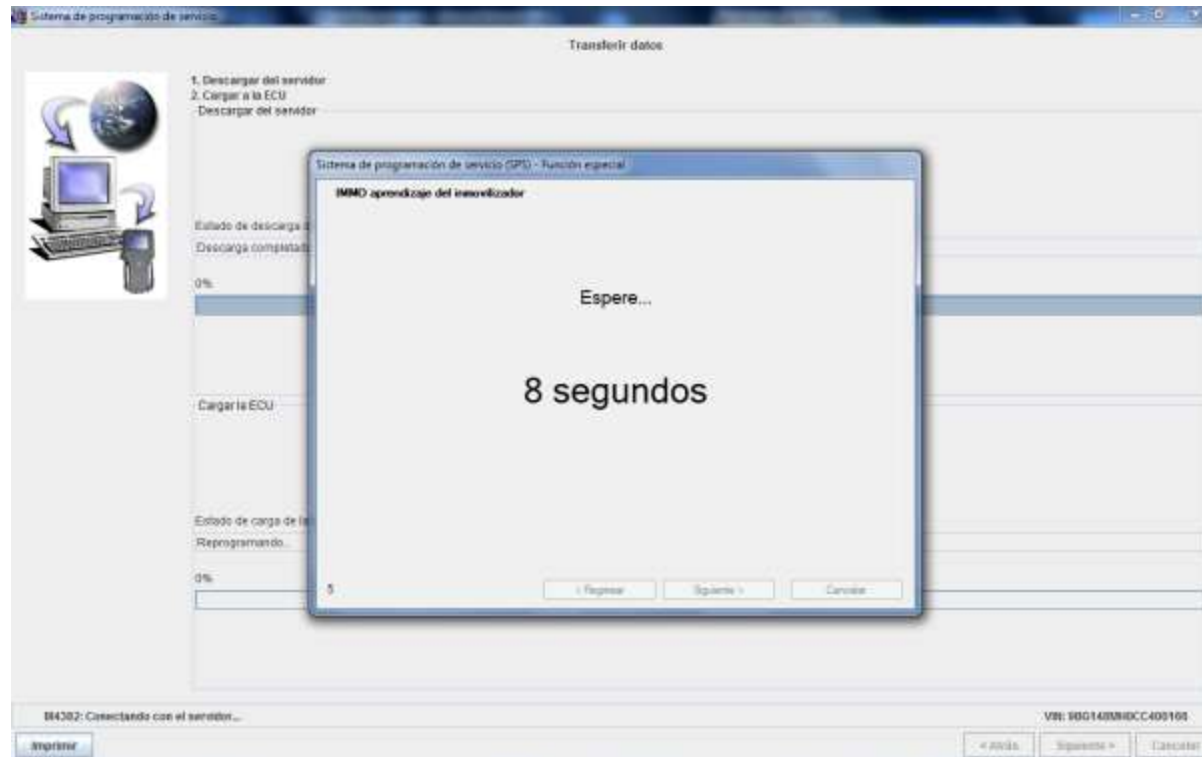 Sistema de programación de servicio
Transferir datos
1. Descargar del servidor
2. Cargar a la ECU
Descargar del servidor
Sistema de programación de servicio (SPS) - Función especial
IMMO aprendizaje del inmovilizador
Estado de descarga
Descarga completada
0%
Espere...
8 segundos
Cargar la ECU
Estado de carga de la
Reprogramando..
0%
5
< Regresar
Siguiente >
Cancelar
Conectando con el servidor...
VIN:
Imprimir
< Atrás
Siguiente >
Cancelar